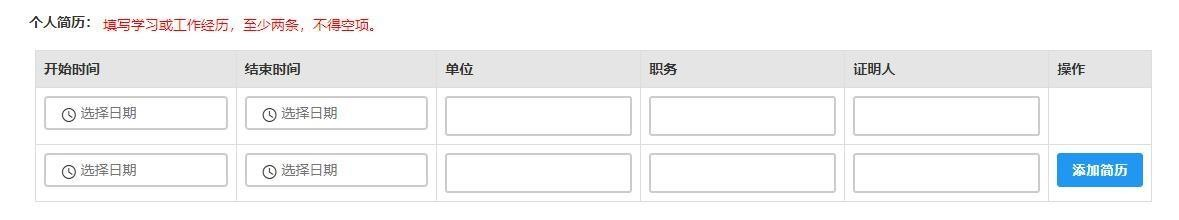 个人简历： 填写学习或工作经历，至少两条，不得空项。
开始时间 结束时间 单位 职务 证明人 操作
选择日期 选择日期
选择日期 选择日期 添加简历